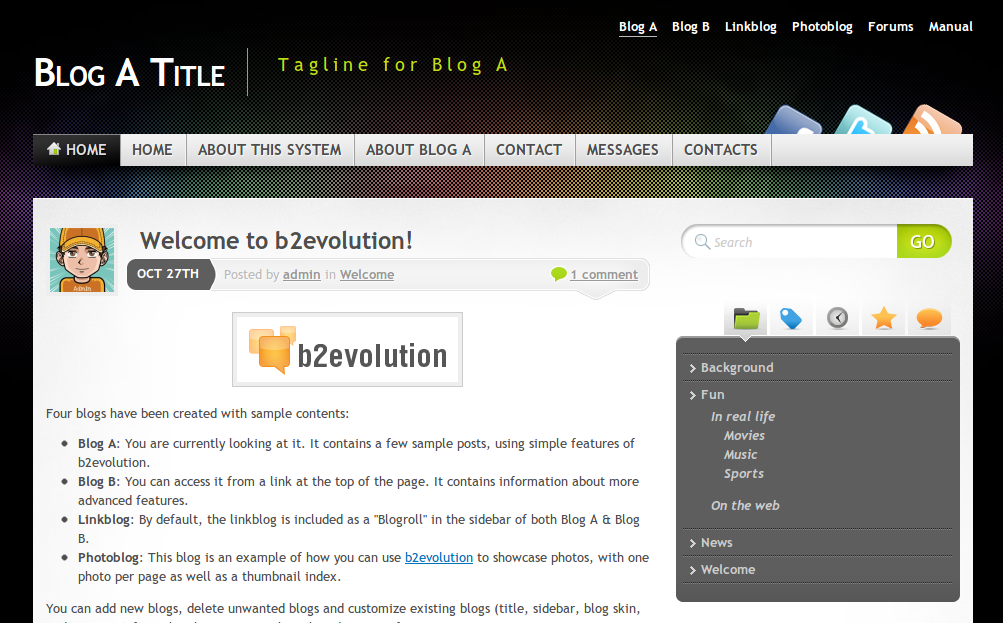 Blog A Blog B Linkblog Photoblog Forums Manual
Blog A Title
Tagline for Blog A
HOME HOME ABOUT THIS SYSTEM ABOUT BLOG A CONTACT MESSAGES CONTACTS
Welcome to b2evolution!
OCT 27TH Posted by admin in Welcome 1 comment
Admin
b2evolution
Four blogs have been created with sample contents:
Blog A: You are currently looking at it. It contains a few sample posts, using simple features of
b2evolution.
Blog B: You can access it from a link at the top of the page. It contains information about more
advanced features.
Linkblog: By default, the linkblog is included as a "Blogroll" in the sidebar of both Blog A & Blog
B.
Photoblog: This blog is an example of how you can use b2evolution to showcase photos, with one
photo per page as well as a thumbnail index.
You can add new blogs, delete unwanted blogs and customize existing blogs (title, sidebar, blog skin,
Search GO
Background
Fun
In real life
Movies
Music
Sports
On the web
News
Welcome